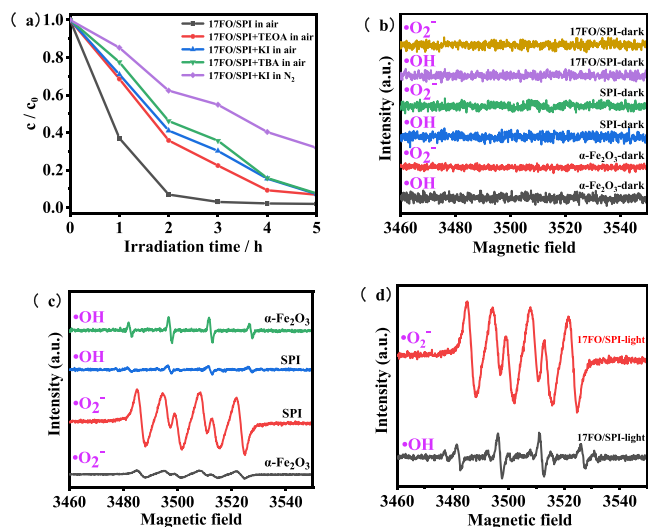 (a)
17FO/SPI in air
17FO/SPI+TEOA in air
17FO/SPI+KI in air
17FO/SPI+TBA in air
17FO/SPI+KI in N₂
c / c₀
1.0
0.8
0.6
0.4
0.2
0.0
0 1 2 3 4 5
Irradiation time / h
(b)
•O₂⁻ 17FO/SPI-dark
•OH 17FO/SPI-dark
•O₂⁻ SPI-dark
•OH SPI-dark
•O₂⁻ α-Fe₂O₃-dark
•OH α-Fe₂O₃-dark
Intensity (a.u.)
3460 3480 3500 3520 3540
Magnetic field
(c)
•OH α-Fe₂O₃
•OH SPI
•O₂⁻ SPI
•O₂⁻ α-Fe₂O₃
Intensity (a.u.)
3460 3480 3500 3520 3540
Magnetic field
(d)
•O₂⁻ 17FO/SPI-light
•OH 17FO/SPI-light
Intensity (a.u.)
3460 3480 3500 3520 3540
Magnetic field